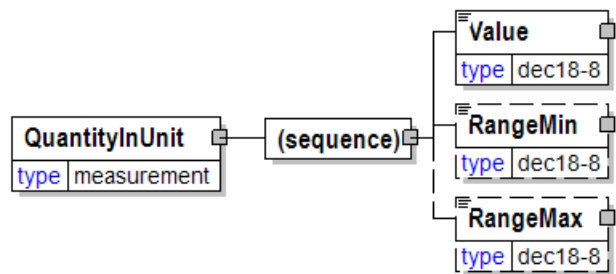 Value
type dec18-8
QuantityInUnit
type measurement
(sequence)
RangeMin
type dec18-8
RangeMax
type dec18-8